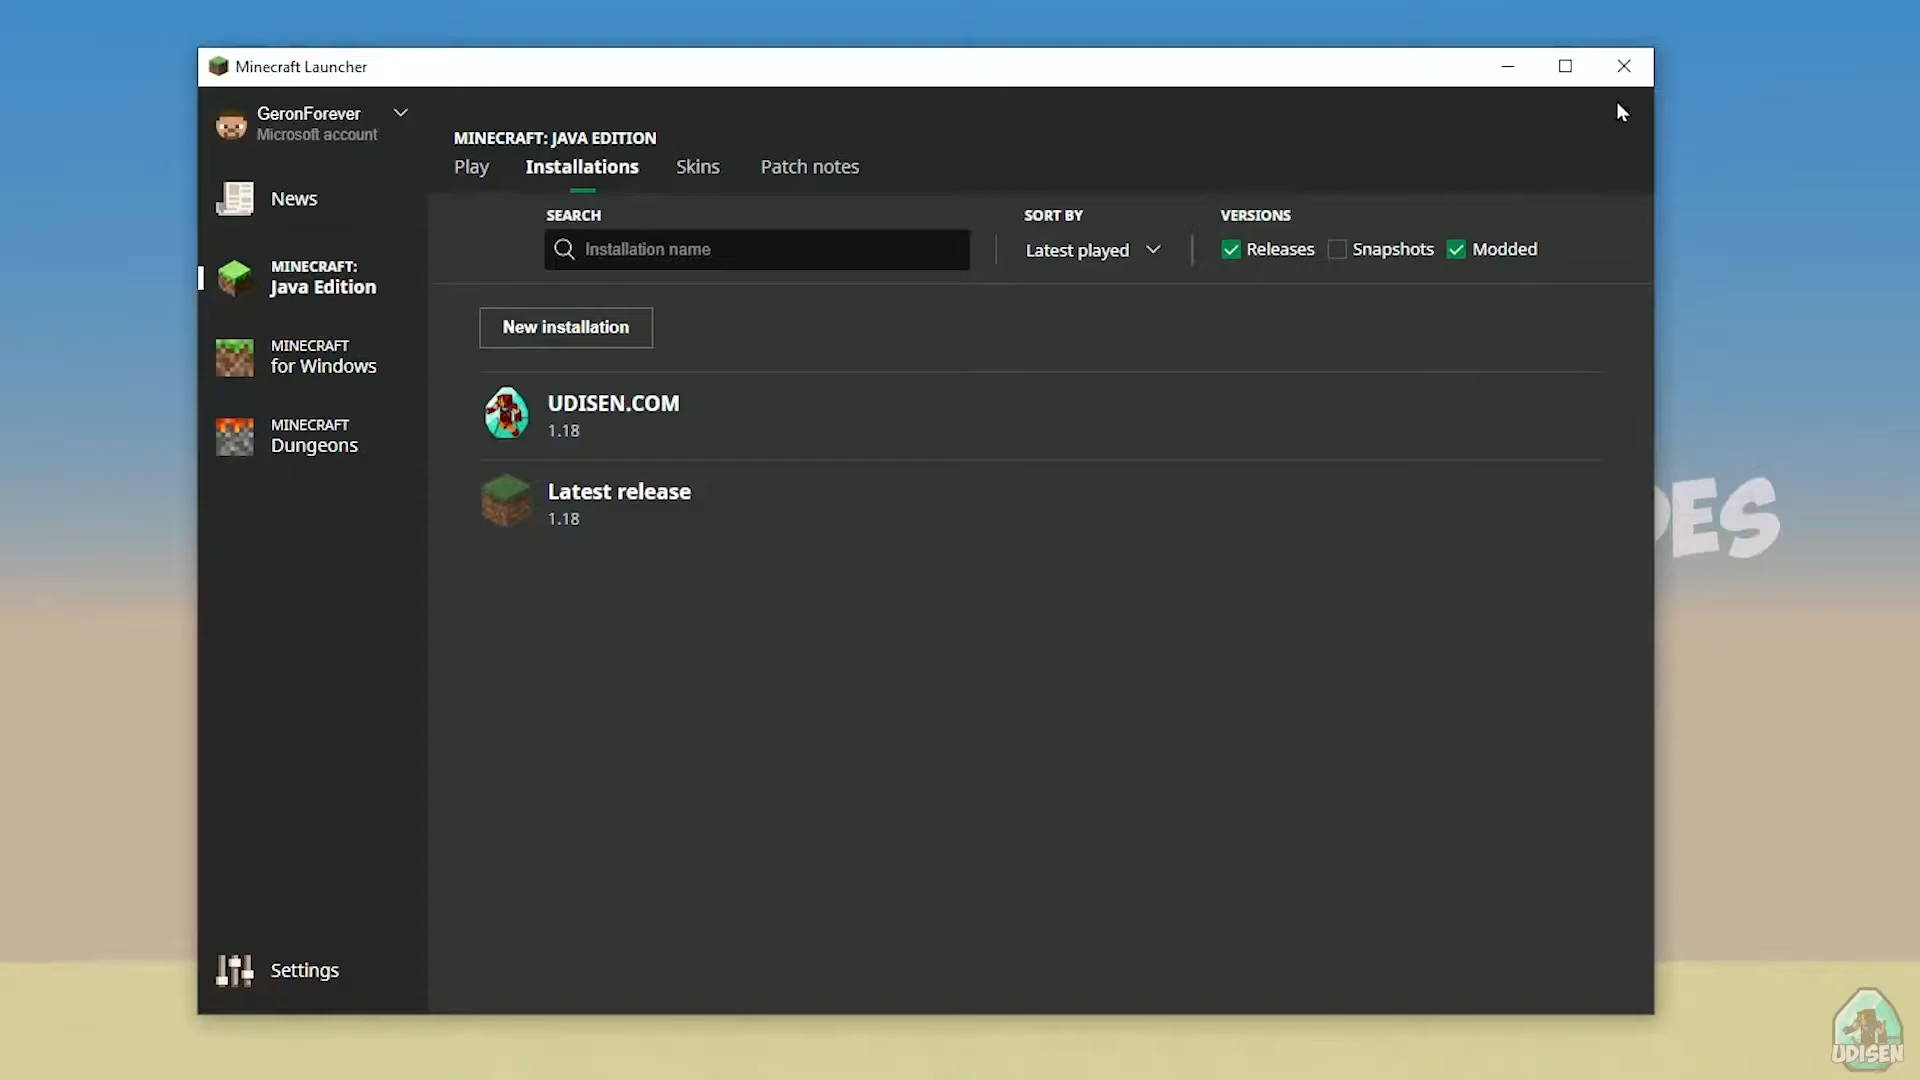 Minecraft Launcher
GeronForever
Microsoft account
News
MINECRAFT:
Java Edition
MINECRAFT
for Windows
MINECRAFT
Dungeons
Settings
MINECRAFT: JAVA EDITION
Play Installations Skins Patch notes
SEARCH SORT BY VERSIONS
Installation name Latest played Releases Snapshots Modded
New installation
UDISEN.COM
1.18
Latest release
1.18
UDISEN